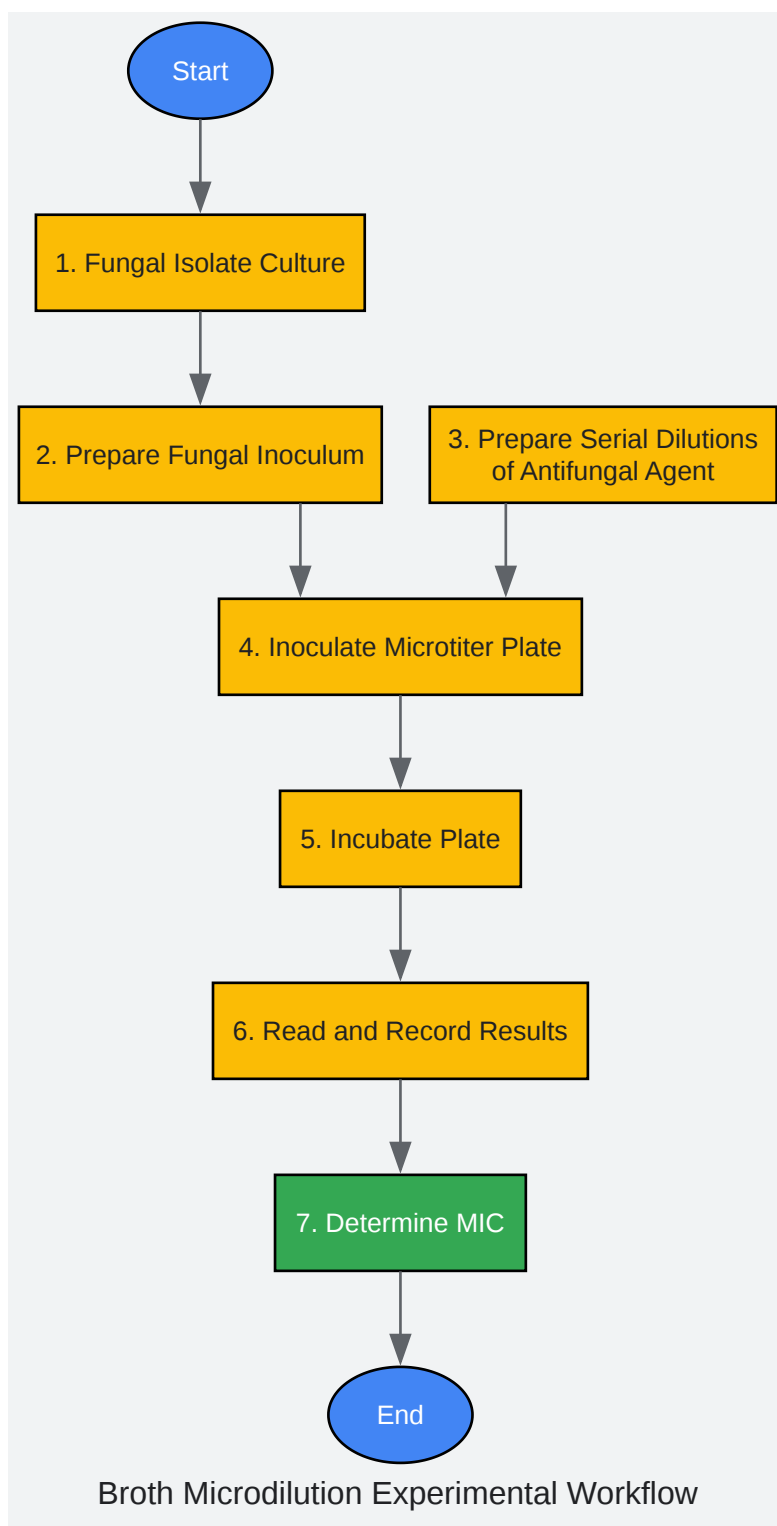 Start
1. Fungal Isolate Culture
2. Prepare Fungal Inoculum
3. Prepare Serial Dilutions
of Antifungal Agent
4. Inoculate Microtiter Plate
5. Incubate Plate
6. Read and Record Results
7. Determine MIC
End
Broth Microdilution Experimental Workflow